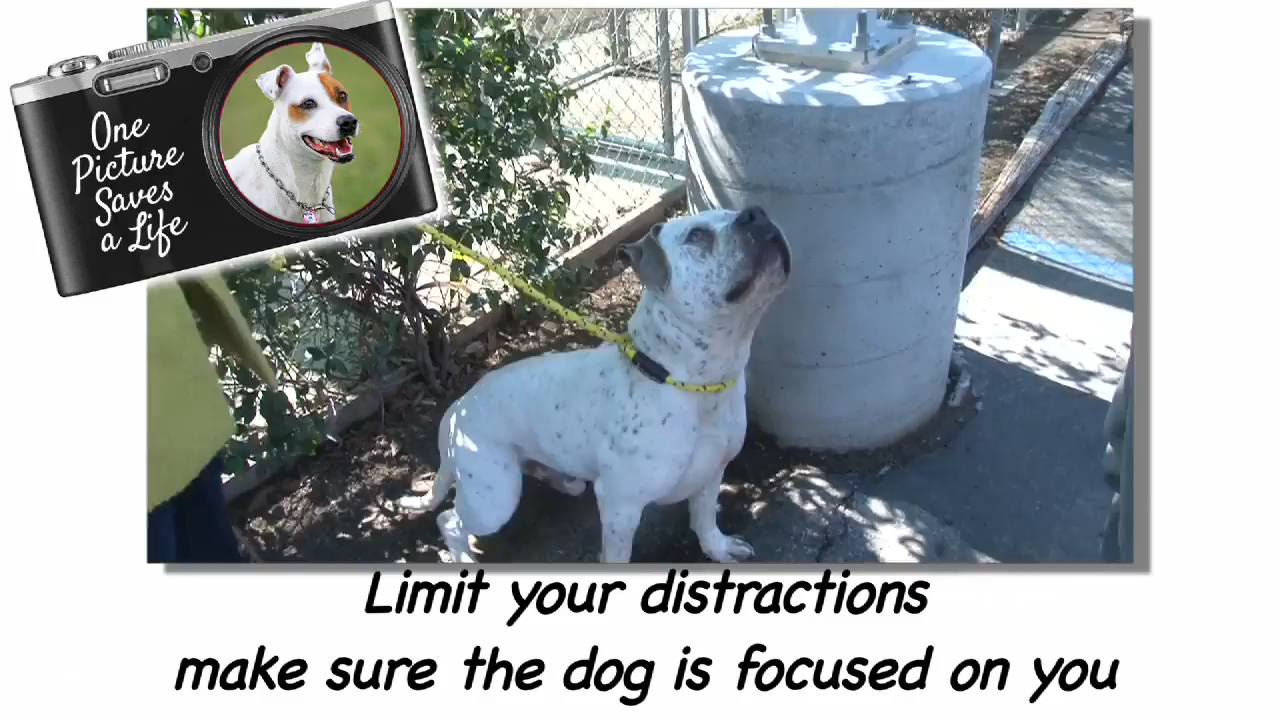 One
Picture
Saves
a Life
Limit your distractions
make sure the dog is focused on you